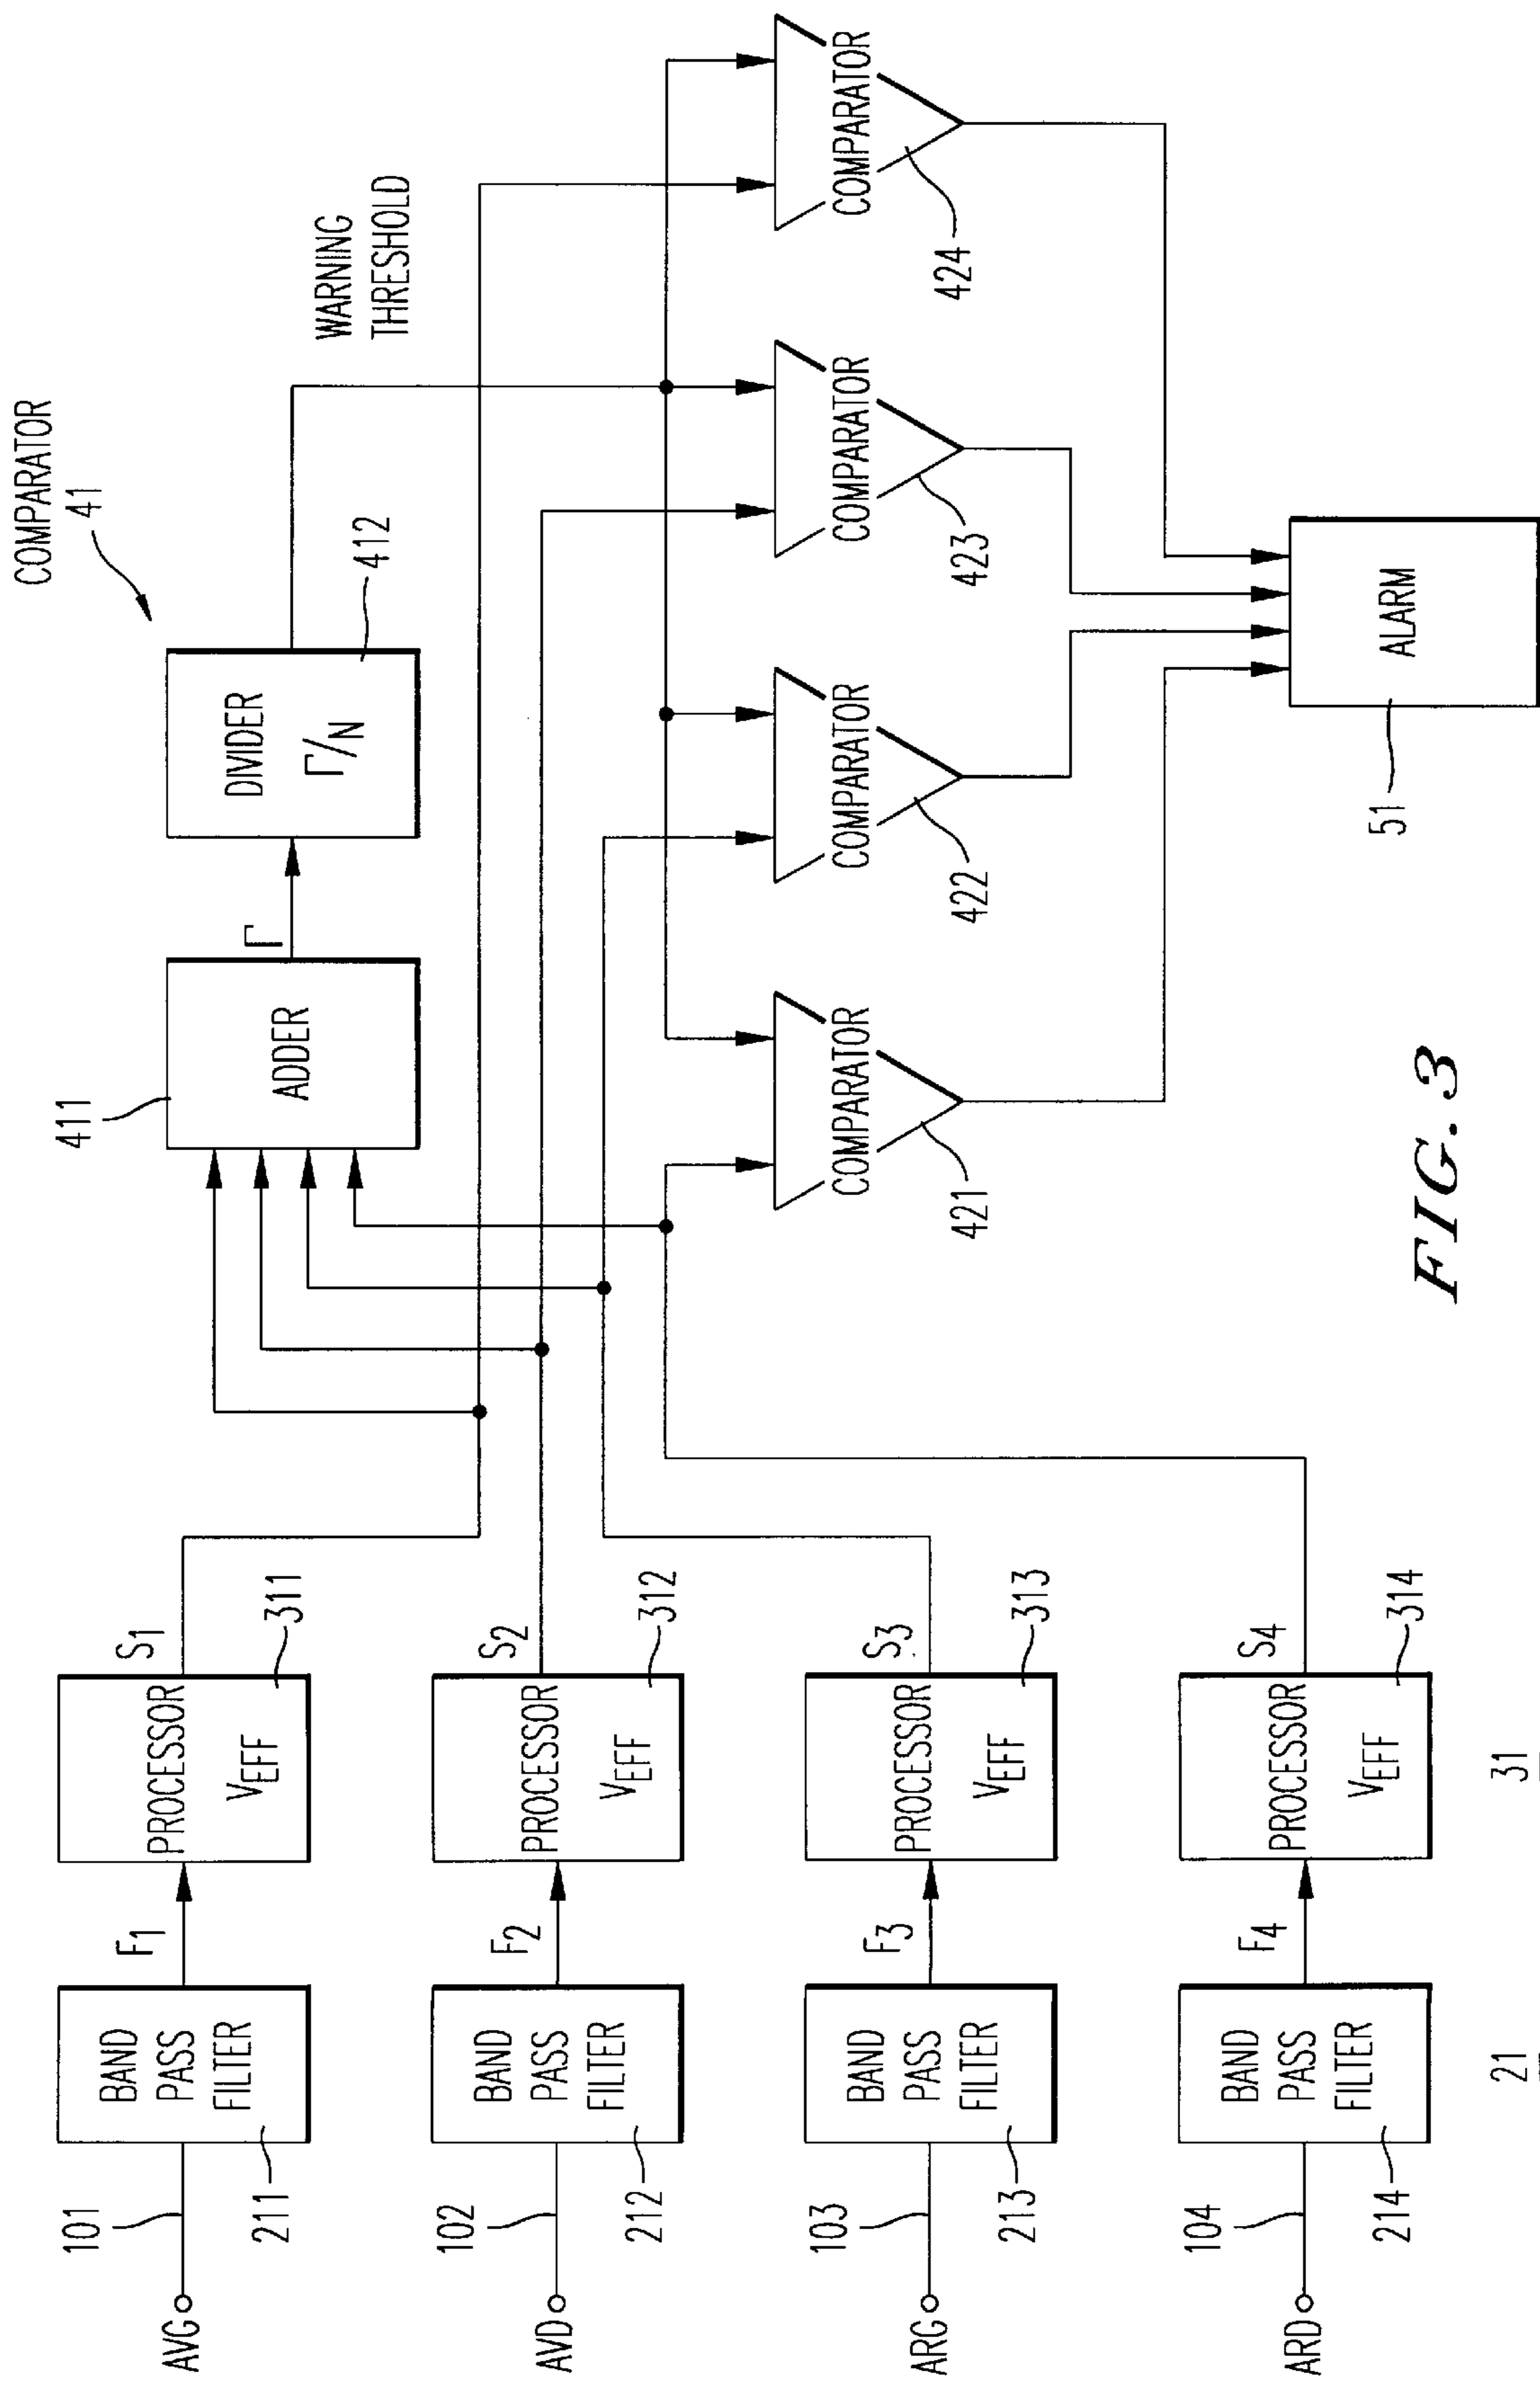 COMPARATOR
41
WARNING
THRESHOLD
411
ADDER
Γ
DIVIDER
Γ/N
412
AVG
101
BAND
PASS
FILTER
211
F1
PROCESSOR
VEFF
S1
311
AVD
102
BAND
PASS
FILTER
212
F2
PROCESSOR
VEFF
S2
312
ARG
103
BAND
PASS
FILTER
213
F3
PROCESSOR
VEFF
S3
313
ARD
104
BAND
PASS
FILTER
214
F4
PROCESSOR
VEFF
S4
314
COMPARATOR
421
COMPARATOR
422
COMPARATOR
423
COMPARATOR
424
51
ALARM
21
31
FIG. 3